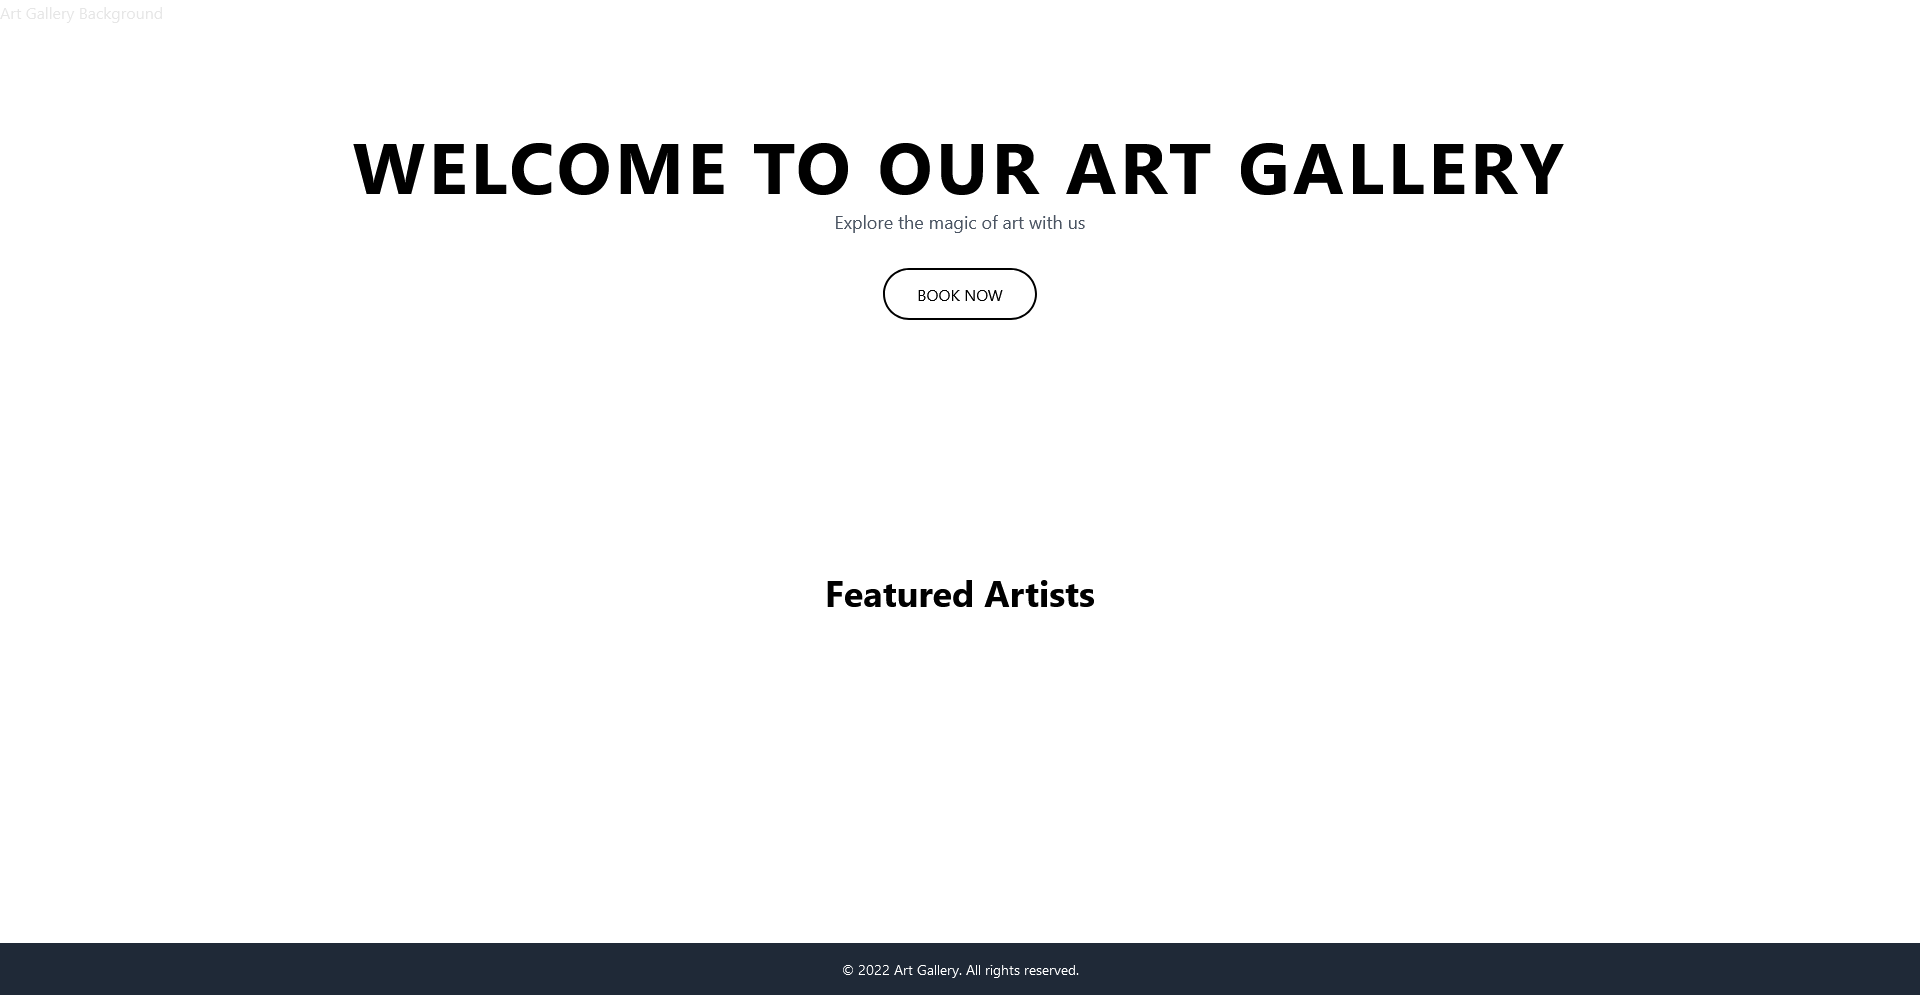 Art Gallery Background
WELCOME TO OUR ART GALLERY
Explore the magic of art with us
BOOK NOW
Featured Artists
© 2022 Art Gallery. All rights reserved.